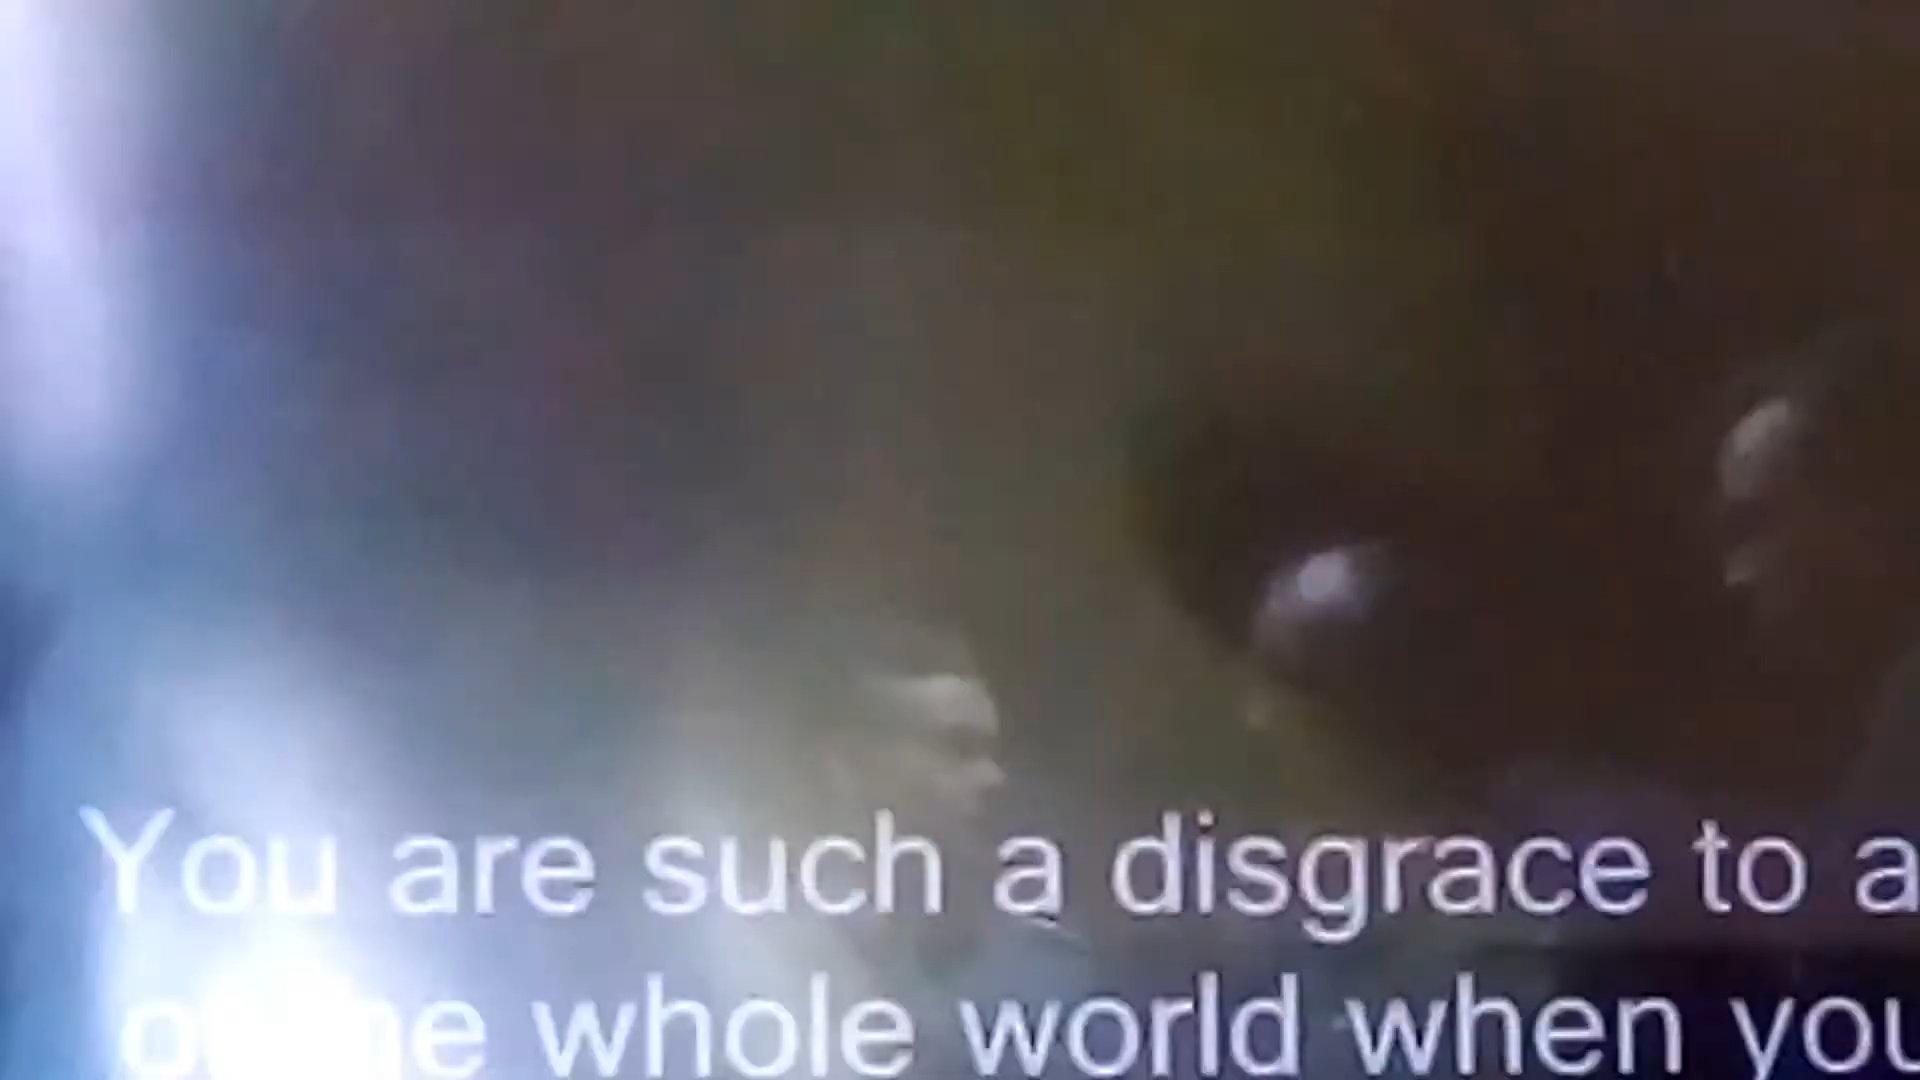 You are such a disgrace to a
whole world when you